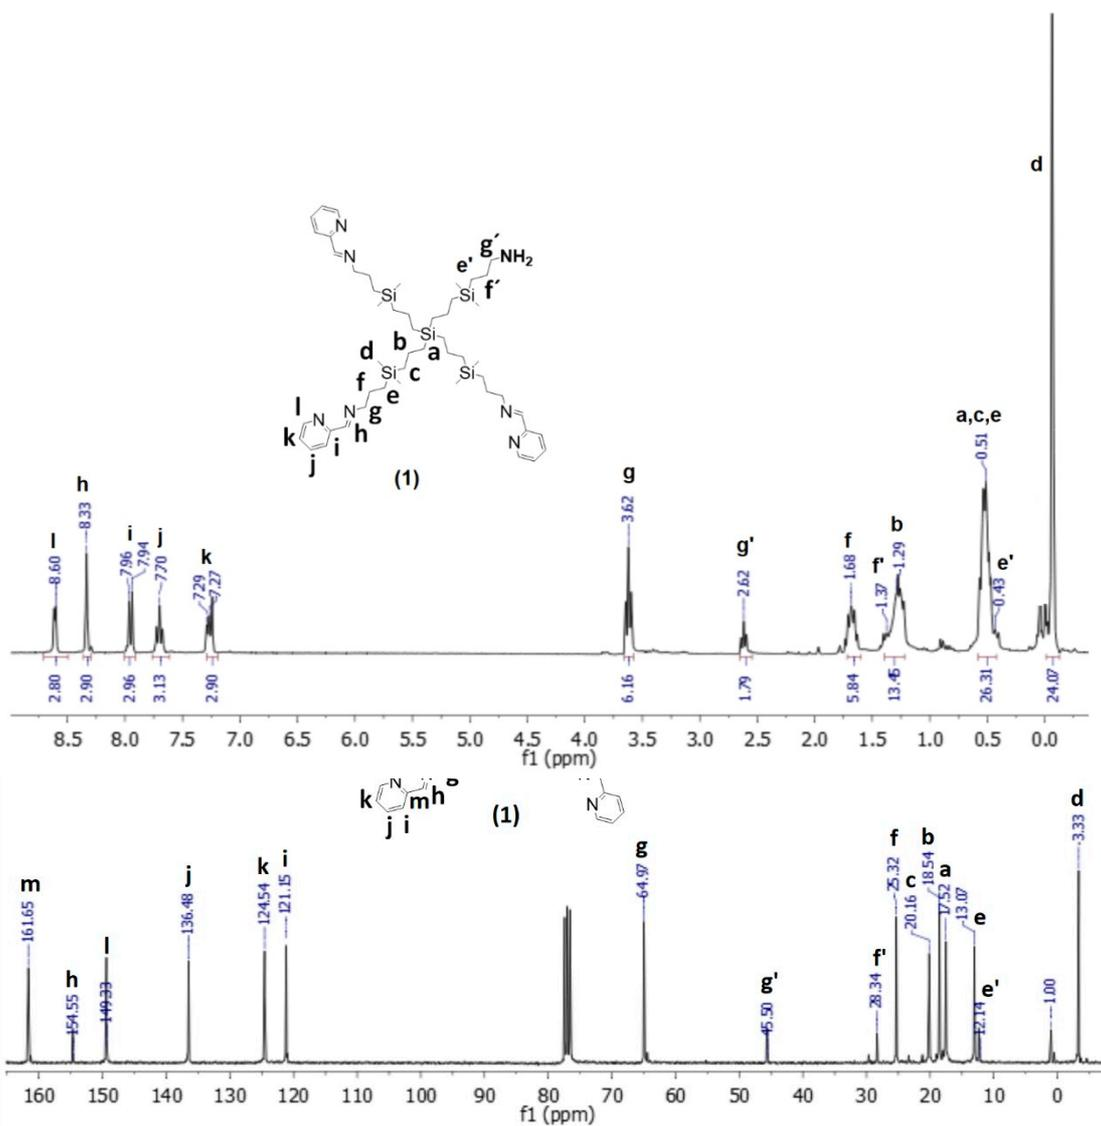 d
N
N
g´
NH2
e'
f´
Si
Si
Si
b
a
d
Si
c
Si
f
e
l
N
N
g
N
k
i
h
N
j
(1)
a,c,e
0.51
h
8.33
g
3.62
l
8.60
i
7.96
7.94
j
7.70
k
7.29
7.27
g'
2.62
f
1.68
f'
1.37
b
1.29
e'
0.43
2.80
2.90
2.96
3.13
2.90
6.16
1.79
5.84
13.45
26.31
24.07
8.5 8.0 7.5 7.0 6.5 6.0 5.5 5.0 4.5 4.0 3.5 3.0 2.5 2.0 1.5 1.0 0.5 0.0
f1 (ppm)
N
g
k
m
h
N
j
i
(1)
m
161.65
h
154.55
l
149.33
j
136.48
k
124.54
i
121.15
g
64.97
g'
45.50
f'
28.34
f
25.32
c
20.16
b
18.54
a
17.52
13.07
e
e'
12.14
1.00
d
-3.33
160 150 140 130 120 110 100 90 80 70 60 50 40 30 20 10 0
f1 (ppm)